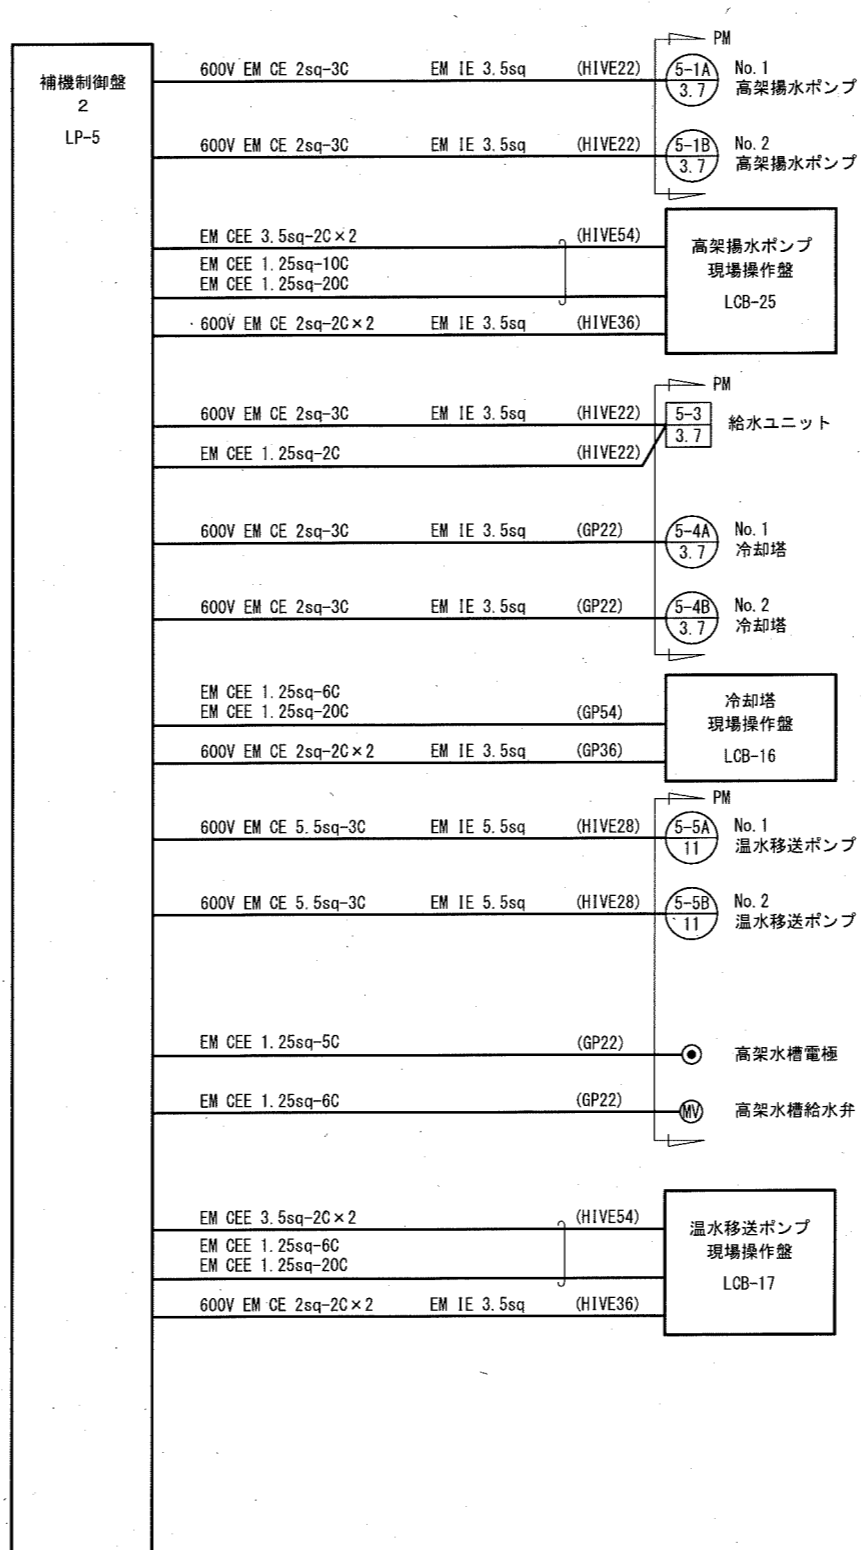 補機制御盤
2
LP-5
PM
600V EM CE 2sq-3C EM IE 3.5sq (HIVE22) 5-1A 3.7 No.1 高架揚水ポンプ
600V EM CE 2sq-3C EM IE 3.5sq (HIVE22) 5-1B 3.7 No.2 高架揚水ポンプ
EM CEE 3.5sq-2C×2 (HIVE54)
EM CEE 1.25sq-10C
EM CEE 1.25sq-20C
600V EM CE 2sq-2C×2 EM IE 3.5sq (HIVE36)
高架揚水ポンプ
現場操作盤
LCB-25
PM
600V EM CE 2sq-3C EM IE 3.5sq (HIVE22) 5-3 3.7 給水ユニット
EM CEE 1.25sq-2C (HIVE22)
600V EM CE 2sq-3C EM IE 3.5sq (GP22) 5-4A 3.7 No.1 冷却塔
600V EM CE 2sq-3C EM IE 3.5sq (GP22) 5-4B 3.7 No.2 冷却塔
EM CEE 1.25sq-6C
EM CEE 1.25sq-20C (GP54)
600V EM CE 2sq-2C×2 EM IE 3.5sq (GP36)
冷却塔
現場操作盤
LCB-16
PM
600V EM CE 5.5sq-3C EM IE 5.5sq (HIVE28) 5-5A 11 No.1 温水移送ポンプ
600V EM CE 5.5sq-3C EM IE 5.5sq (HIVE28) 5-5B 11 No.2 温水移送ポンプ
EM CEE 1.25sq-5C (GP22) 高架水槽電極
EM CEE 1.25sq-6C (GP22) MV 高架水槽給水弁
EM CEE 3.5sq-2C×2 (HIVE54)
EM CEE 1.25sq-6C
EM CEE 1.25sq-20C
600V EM CE 2sq-2C×2 EM IE 3.5sq (HIVE36)
温水移送ポンプ
現場操作盤
LCB-17